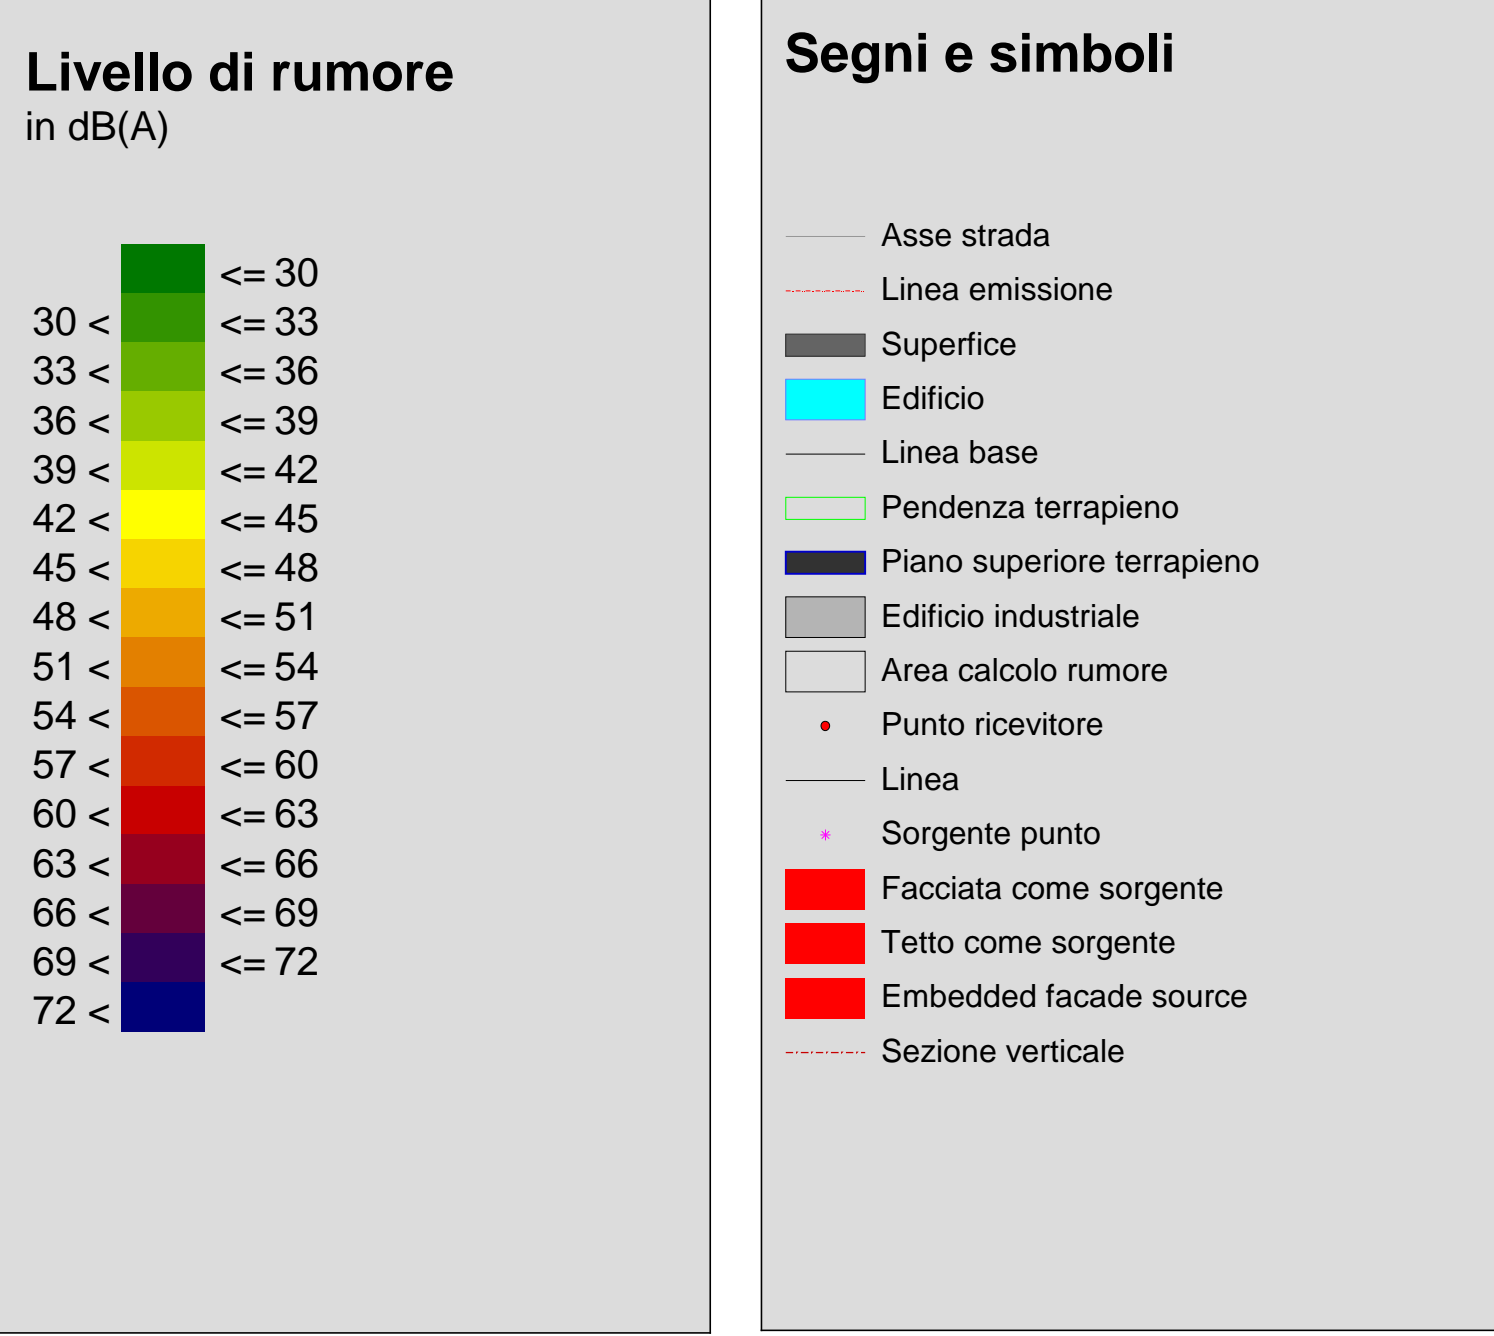 Livello di rumore
in dB(A)
<= 30
30 < <= 33
33 < <= 36
36 < <= 39
39 < <= 42
42 < <= 45
45 < <= 48
48 < <= 51
51 < <= 54
54 < <= 57
57 < <= 60
60 < <= 63
63 < <= 66
66 < <= 69
69 < <= 72
72 <
Segni e simboli
Asse strada
Linea emissione
Superfice
Edificio
Linea base
Pendenza terrapieno
Piano superiore terrapieno
Edificio industriale
Area calcolo rumore
Punto ricevitore
Linea
Sorgente punto
Facciata come sorgente
Tetto come sorgente
Embedded facade source
Sezione verticale